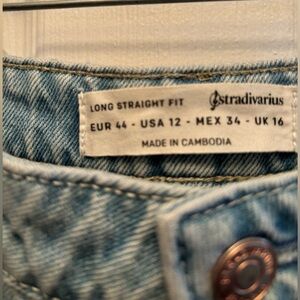 LONG STRAIGHT FIT stradivarius
EUR 44 - USA 12 - MEX 34 - UK 16
MADE IN CAMBODIA